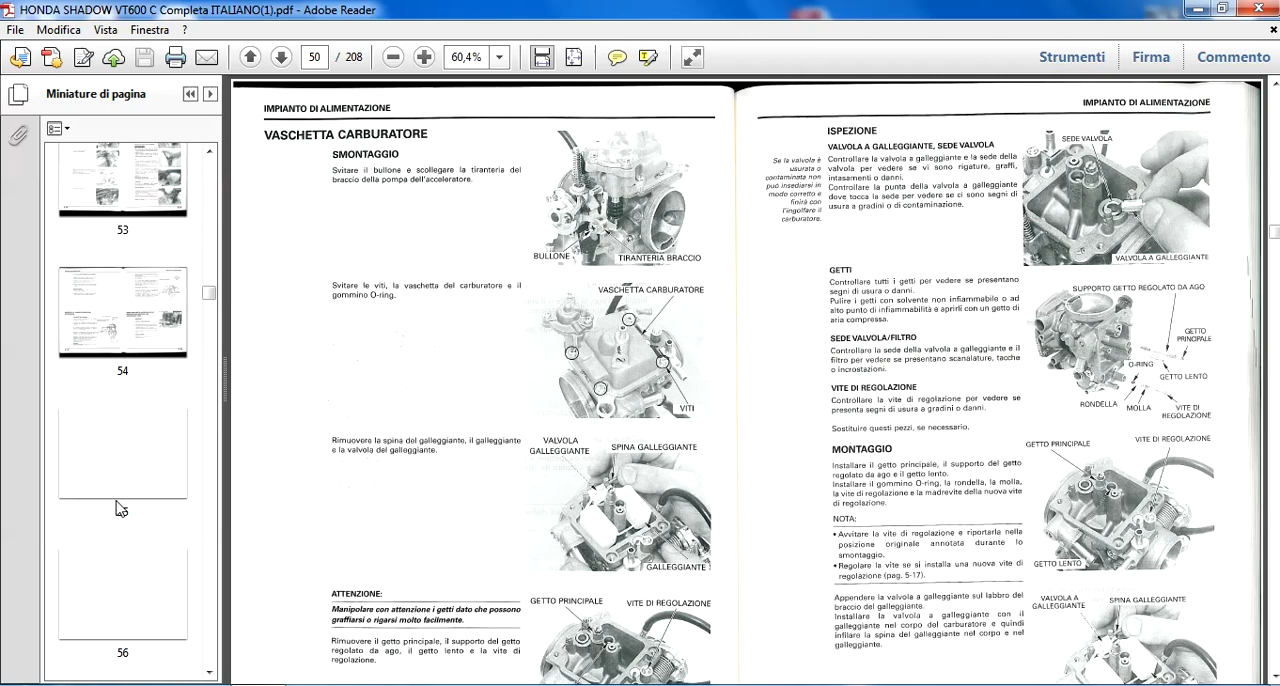 HONDA SHADOW VT600 C Completa ITALIANO(1).pdf - Adobe Reader
File Modifica Vista Finestra ?
50 / 208 60,4% Strumenti Firma Commento
Miniature di pagina
53
54
56
IMPIANTO DI ALIMENTAZIONE
VASCHETTA CARBURATORE
SMONTAGGIO
Svitare il bullone e scollegare la tiranteria del
braccio della pompa dell'acceleratore.
BULLONE TIRANTERIA BRACCIO
Svitare le viti, la vaschetta del carburatore e il
gommino O-ring.
VASCHETTA CARBURATORE
VITI
Rimuovere la spina del galleggiante, il galleggiante
e la valvola del galleggiante.
VALVOLA
GALLEGGIANTE
SPINA GALLEGGIANTE
GALLEGGIANTE
ATTENZIONE:
Manipolare con attenzione i getti dato che possono
graffiarsi o rigarsi molto facilmente.
Rimuovere il getto principale, il supporto del getto
regolato da ago, il getto lento e la vite di
regolazione.
GETTO PRINCIPALE VITE DI REGOLAZIONE
IMPIANTO DI ALIMENTAZIONE
ISPEZIONE
VALVOLA A GALLEGGIANTE, SEDE VALVOLA
Se la valvola è
usurata o
contaminata non
può insediarsi in
modo corretto e
finirà
con
l'ingolfare il
carburatore.
Controllare la valvola a galleggiante e la sede della
valvola per vedere se vi sono rigature, graffi,
intasamenti o danni.
Controllare la punta della valvola a galleggiante
dove tocca la sede per vedere se ci sono segni di
usura a gradini o di contaminazione.
SEDE VALVOLA
VALVOLA A GALLEGGIANTE
GETTI
Controllare tutti i getti per vedere se presentano
segni di usura o danni.
Pulire i getti con solvente non infiammabile o ad
alto punto di infiammabilità e aprirli con un getto di
aria compressa.
SEDE VALVOLA/FILTRO
Controllare la sede della valvola a galleggiante e il
filtro per vedere se presentano scanalature, tacche
o incrostazioni.
VITE DI REGOLAZIONE
Controllare la vite di regolazione per vedere se
presenta segni di usura a gradini o danni.
Sostituire questi pezzi, se necessario.
SUPPORTO GETTO REGOLATO DA AGO
GETTO
PRINCIPALE
O-RING
GETTO LENTO
RONDELLA
MOLLA
VITE DI
REGOLAZIONE
MONTAGGIO
Installare il getto principale, il supporto del getto
regolato da ago e il getto lento.
Installare il gommino O-ring, la rondella, la molla,
la vite di regolazione e la madrevite della nuova vite
di regolazione.
NOTA:
• Avvitare la vite di regolazione e riportarla nella
posizione originale annotata durante lo
smontaggio.
• Regolare la vite se si installa una nuova vite di
regolazione (pag. 5-17).
GETTO PRINCIPALE VITE DI REGOLAZIONE
GETTO LENTO
Appendere la valvola a galleggiante sul labbro del
braccio del galleggiante.
Installare la valvola a galleggiante con il
galleggiante nel corpo del carburatore e quindi
infilare la spina del galleggiante nel corpo e nel
galleggiante.
VALVOLA A
GALLEGGIANTE
SPINA GALLEGGIANTE